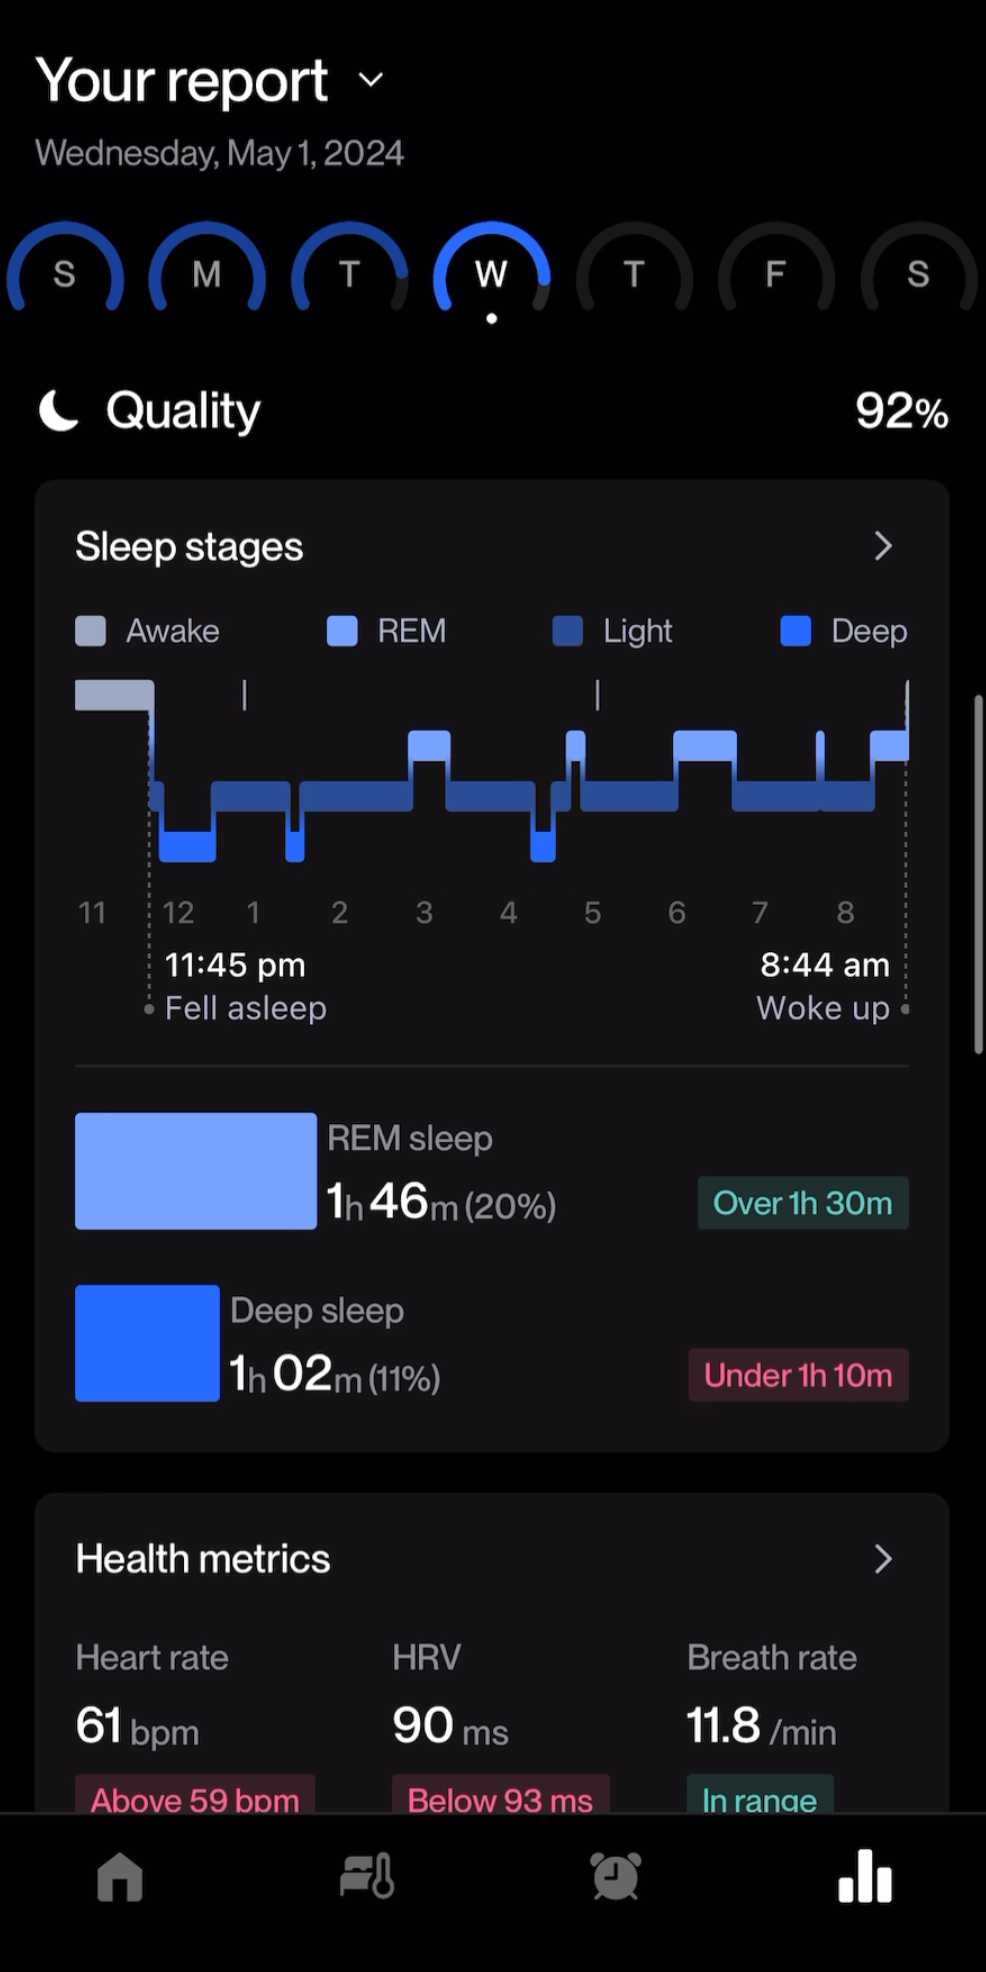 Your report
Wednesday, May 1, 2024
S M T W T F S
Quality 92%
Sleep stages
Awake REM Light Deep
11 12 1 2 3 4 5 6 7 8
11:45 pm 8:44 am
Fell asleep Woke up
REM sleep
1h 46m (20%) Over 1h 30m
Deep sleep
1h 02m (11%) Under 1h 10m
Health metrics
Heart rate HRV Breath rate
61 bpm 90 ms 11.8 /min
Above 59 bpm Below 93 ms In range